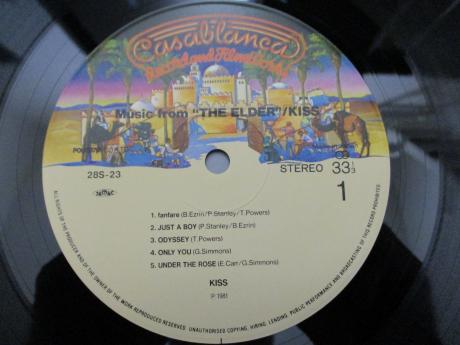 Casablanca
Record and FilmWorks
Music from "THE ELDER"/KISS
28S-23
STEREO 33 1/3
1
1. fanfare (B.Ezrin/P.Stanley/T.Powers)
2. JUST A BOY (P.Stanley/B.Ezrin)
3. ODYSSEY (T.Powers)
4. ONLY YOU (G.Simmons)
5. UNDER THE ROSE (E.Carr/G.Simmons)
KISS
℗ 1981
ALL RIGHTS OF THE PRODUCER AND OF THE OWNER OF THE WORK REPRODUCED RESERVED. UNAUTHORISED COPYING, HIRING, LENDING, PUBLIC PERFORMANCE AND BROADCASTING OF THIS RECORD PROHIBITED.